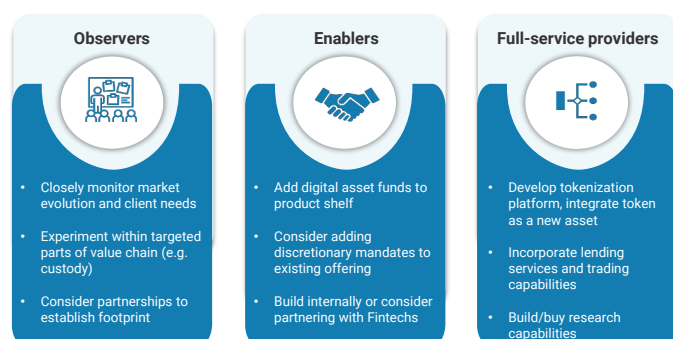 Observers
• Closely monitor market
evolution and client needs
• Experiment within targeted
parts of value chain (e.g.
custody)
• Consider partnerships to
establish footprint
Enablers
• Add digital asset funds to
product shelf
• Consider adding
discretionary mandates to
existing offering
• Build internally or consider
partnering with Fintechs
Full-service providers
• Develop tokenization
platform, integrate token
as a new asset
• Incorporate lending
services and trading
capabilities
• Build/buy research
capabilities